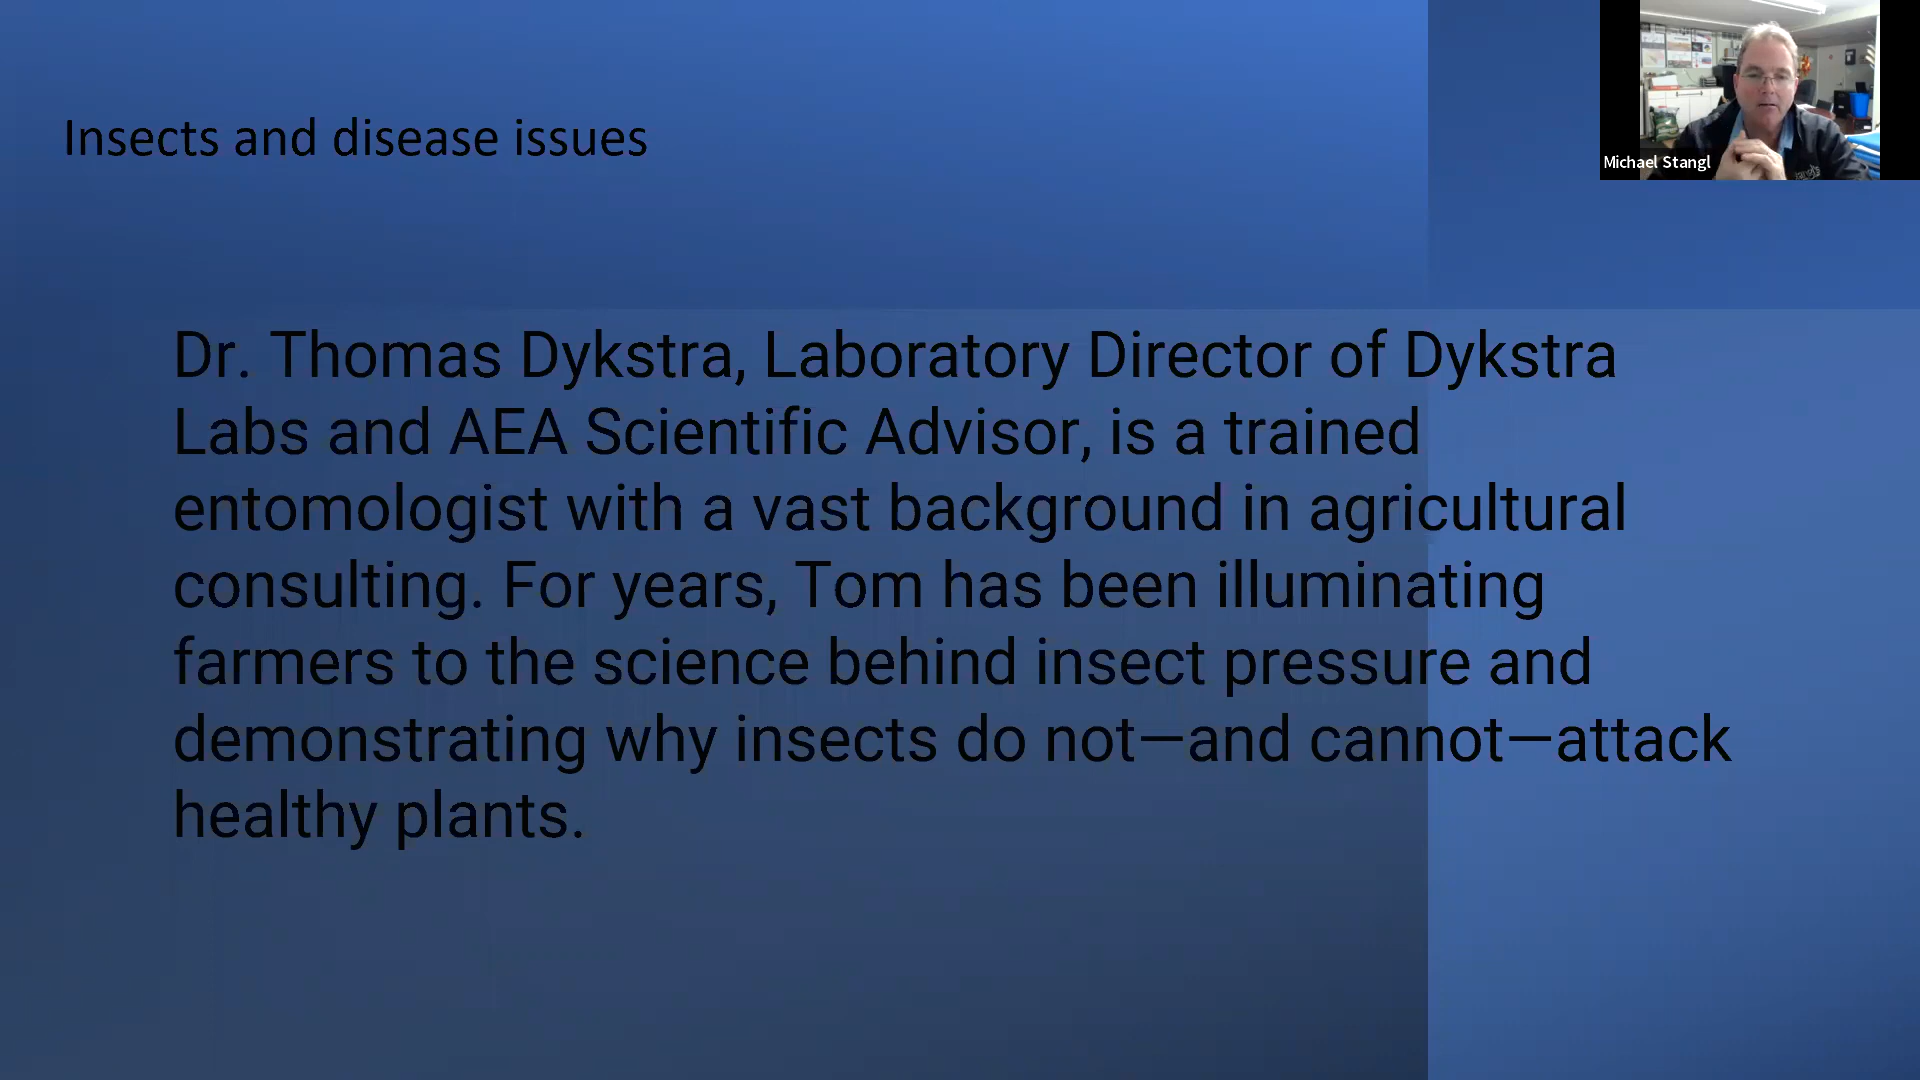 Insects and disease issues
Michael Stangl
Dr. Thomas Dykstra, Laboratory Director of Dykstra
Labs and AEA Scientific Advisor, is a trained
entomologist with a vast background in agricultural
consulting. For years, Tom has been illuminating
farmers to the science behind insect pressure and
demonstrating why insects do not—and cannot—attack
healthy plants.